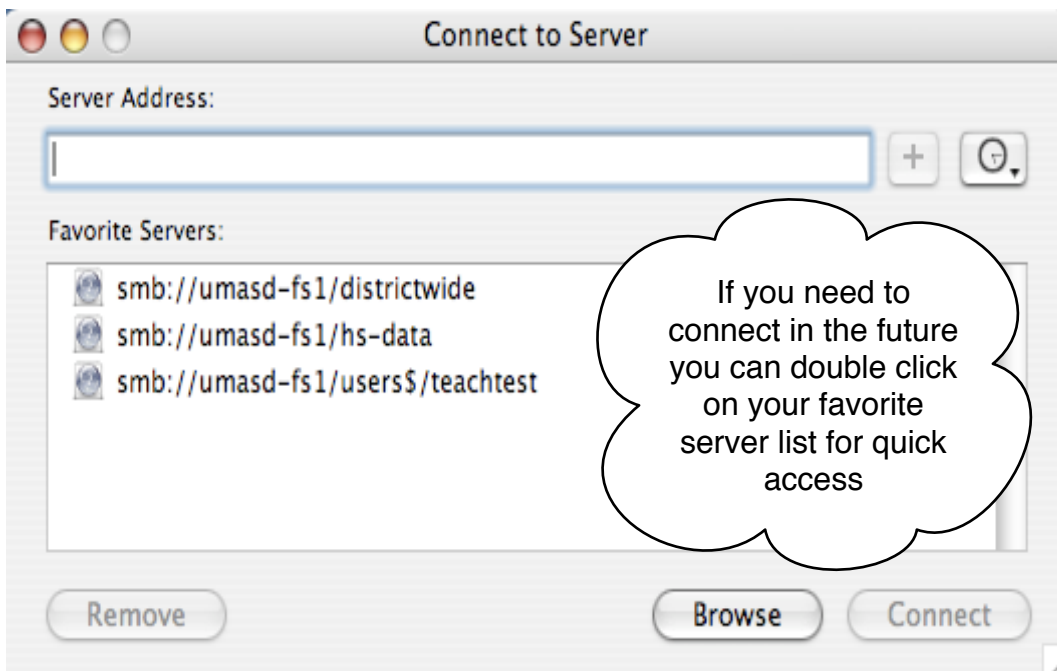 Connect to Server
Server Address:
+
Favorite Servers:
smb://umasd-fs1/districtwide
smb://umasd-fs1/hs-data
smb://umasd-fs1/users$/teachtest
If you need to
connect in the future
you can double click
on your favorite
server list for quick
access
Remove
Browse
Connect